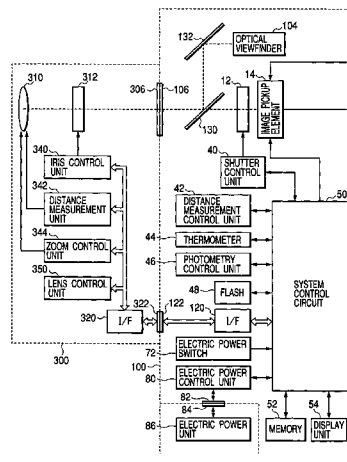 132
104
OPTICAL
VIEWFINDER
310
312
306
106
12
14
130
IMAGE PICKUP
ELEMENT
340
IRIS CONTROL
UNIT
40
SHUTTER
CONTROL
UNIT
50
342
DISTANCE
MEASUREMENT
UNIT
42
DISTANCE
MEASUREMENT
CONTROL UNIT
344
ZOOM CONTROL
UNIT
44
THERMOMETER
46
PHOTOMETRY
CONTROL UNIT
350
LENS CONTROL
UNIT
48
FLASH
SYSTEM
CONTROL
CIRCUIT
322
122
120
320
I/F
I/F
300
72
ELECTRIC POWER
SWITCH
100
80
ELECTRIC POWER
CONTROL UNIT
82
84
86
ELECTRIC POWER
UNIT
52
54
MEMORY
DISPLAY
UNIT